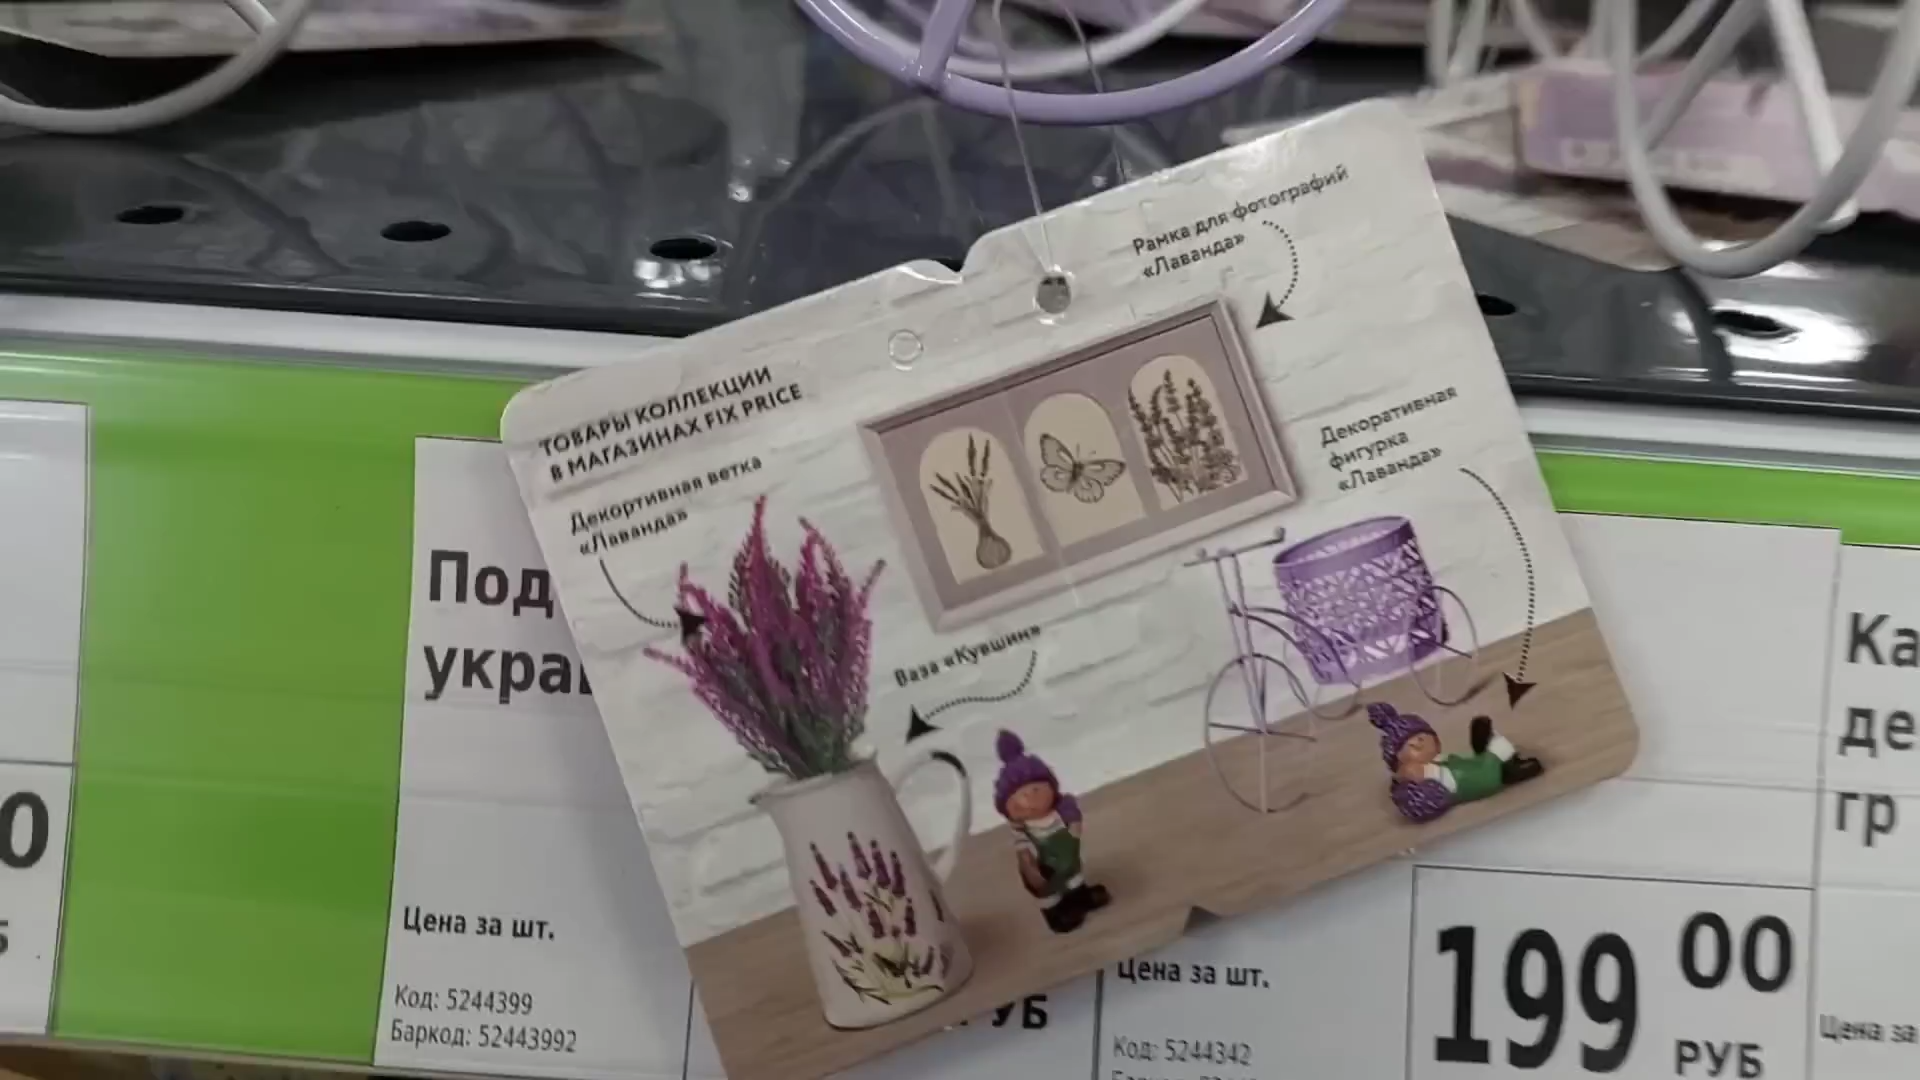 Рамка для фотографий
«Лаванда»
ТОВАРЫ КОЛЛЕКЦИИ
В МАГАЗИНАХ FIX PRICE
Декортивная ветка
«Лаванда»
Декоративная
фигурка
«Лаванда»
Ваза «Кувшин»
Под
укра
Цена за шт.
Код: 5244399
Баркод: 52443992
РУБ
Цена за шт.
Код: 5244342
199 00
РУБ
Ка
де
гр
Цена за
0